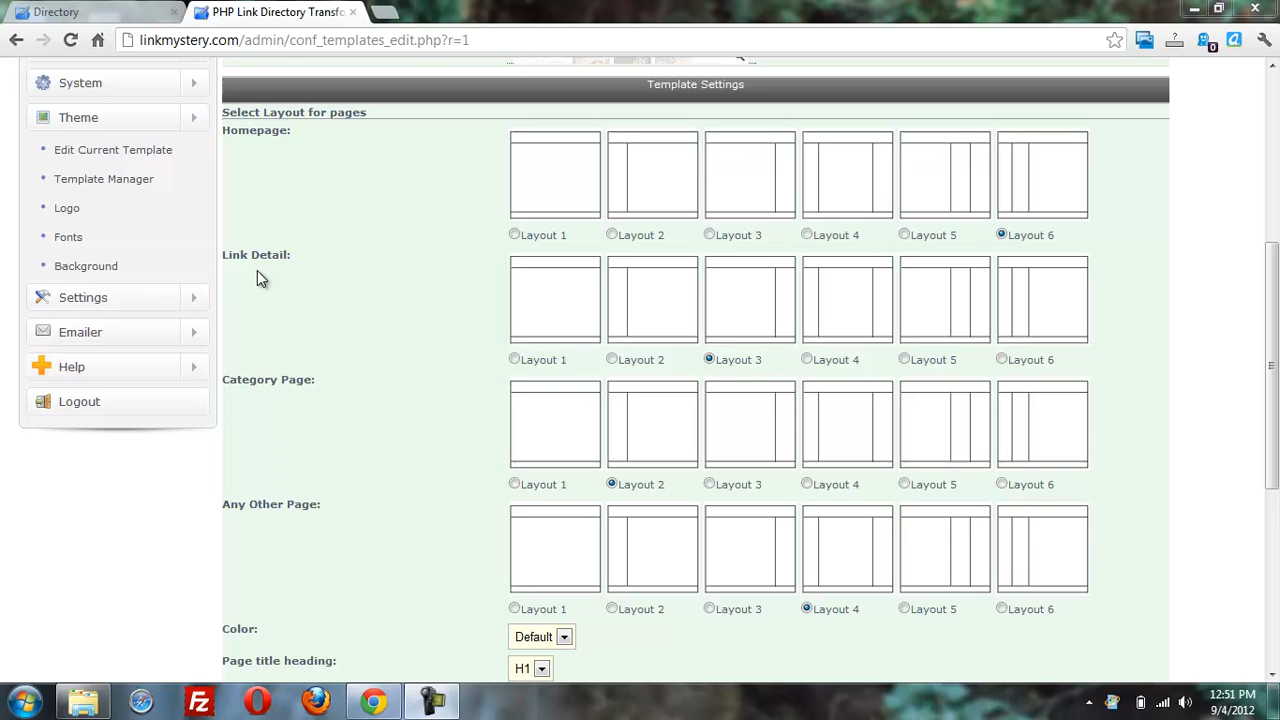 Directory
PHP Link Directory Transfo
linkmystery.com/admin/conf_templates_edit.php?r=1
0
System
Theme
Edit Current Template
Template Manager
Logo
Fonts
Background
Settings
Emailer
Help
Logout
Template Settings
Select Layout for pages
Homepage:
Layout 1 Layout 2 Layout 3 Layout 4 Layout 5 Layout 6
Link Detail:
Layout 1 Layout 2 Layout 3 Layout 4 Layout 5 Layout 6
Category Page:
Layout 1 Layout 2 Layout 3 Layout 4 Layout 5 Layout 6
Any Other Page:
Layout 1 Layout 2 Layout 3 Layout 4 Layout 5 Layout 6
Color: Default
Page title heading: H1
12:51 PM
9/4/2012